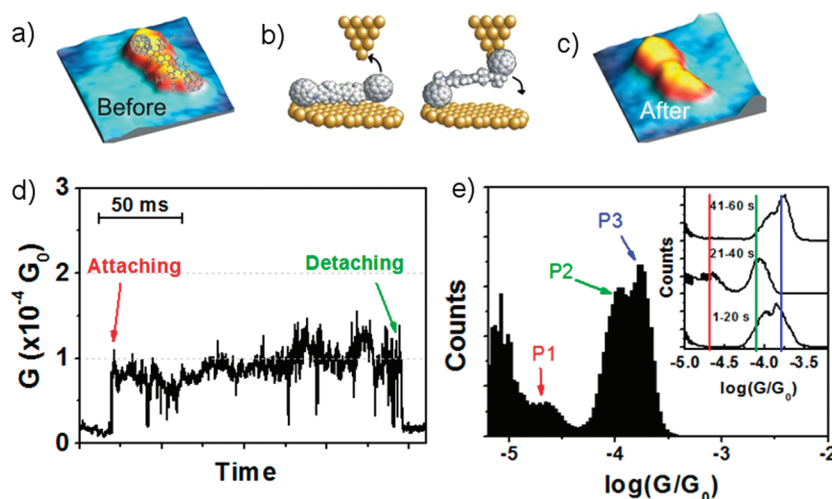 a)
Before
b)
c)
After
d)
G (x10⁻⁴ G₀)
3
2
1
0
50 ms
Attaching
Detaching
Time
e)
Counts
P1
P2
P3
-5
-4
-3
-2
log(G/G₀)
Counts
41-60 s
21-40 s
1-20 s
-5.0
-4.5
-4.0
-3.5
log(G/G₀)